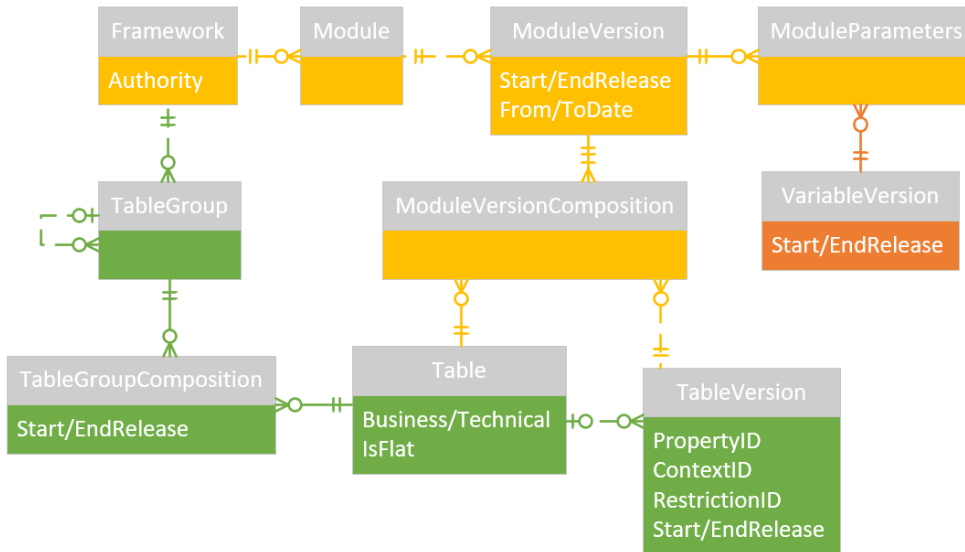 Framework
Authority
Module
ModuleVersion
Start/EndRelease
From/ToDate
ModuleParameters
TableGroup
ModuleVersionComposition
VariableVersion
Start/EndRelease
TableGroupComposition
Start/EndRelease
Table
Business/Technical
IsFlat
TableVersion
PropertyID
ContextID
RestrictionID
Start/EndRelease